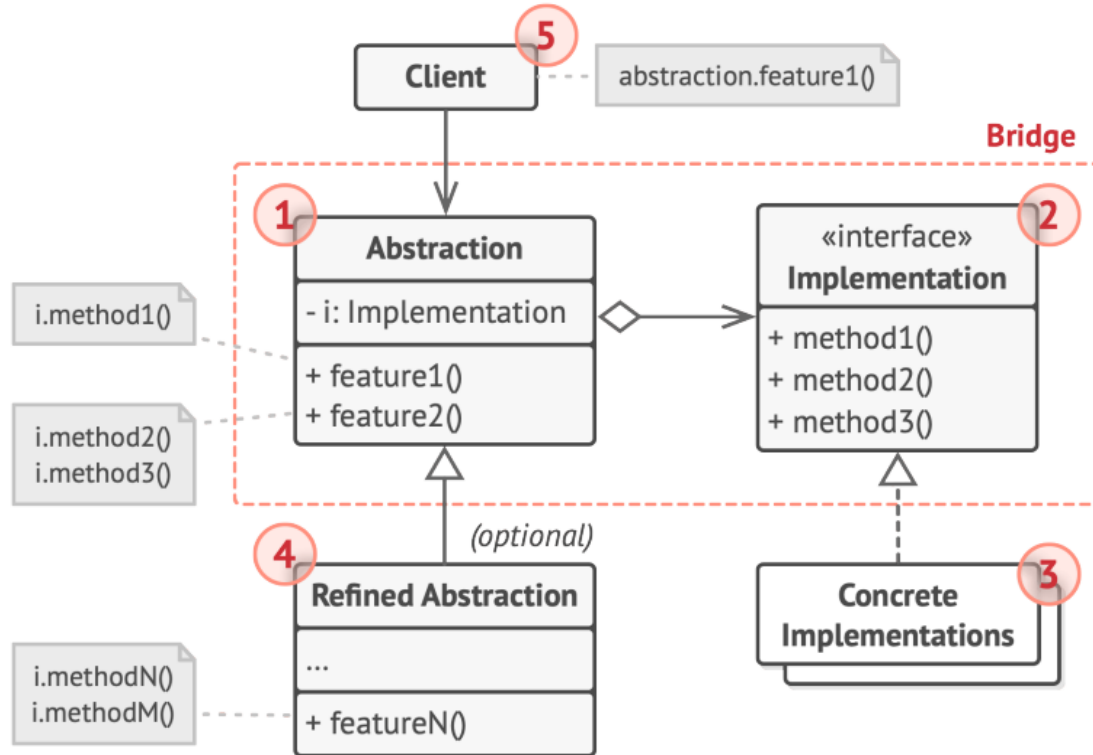 5
Client
abstraction.feature1()
Bridge
1
Abstraction
- i: Implementation
+ feature1()
+ feature2()
i.method1()
i.method2()
i.method3()
2
«interface»
Implementation
+ method1()
+ method2()
+ method3()
(optional)
4
Refined Abstraction
...
+ featureN()
i.methodN()
i.methodM()
3
Concrete
Implementations